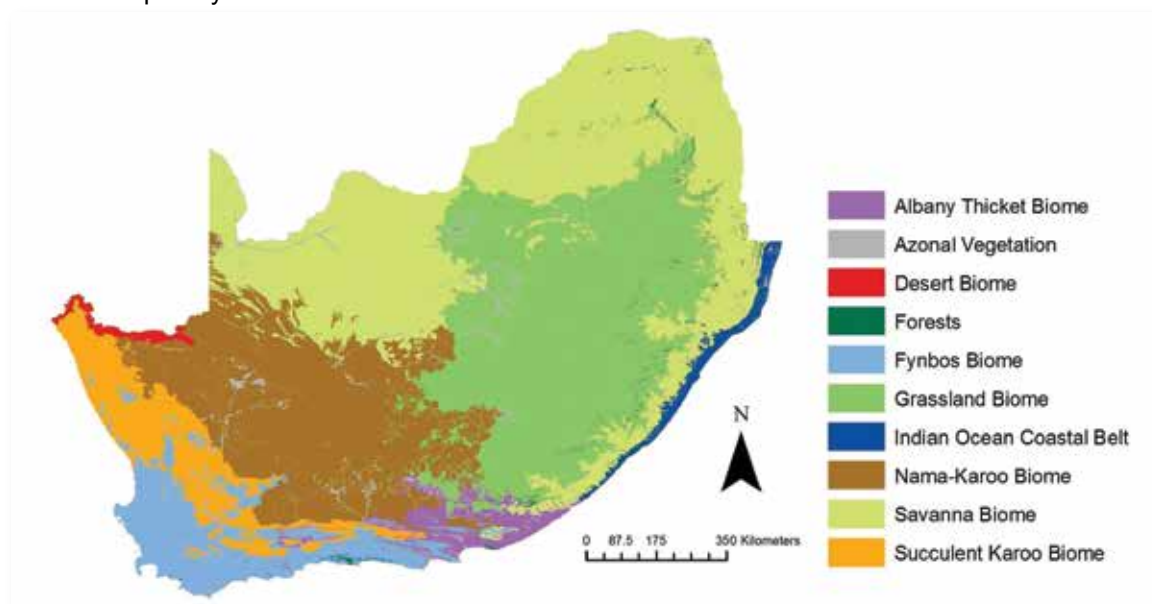 Albany Thicket Biome
Azonal Vegetation
Desert Biome
Forests
Fynbos Biome
Grassland Biome
Indian Ocean Coastal Belt
Nama-Karoo Biome
Savanna Biome
Succulent Karoo Biome
N
0 87.5 175 350 Kilometers